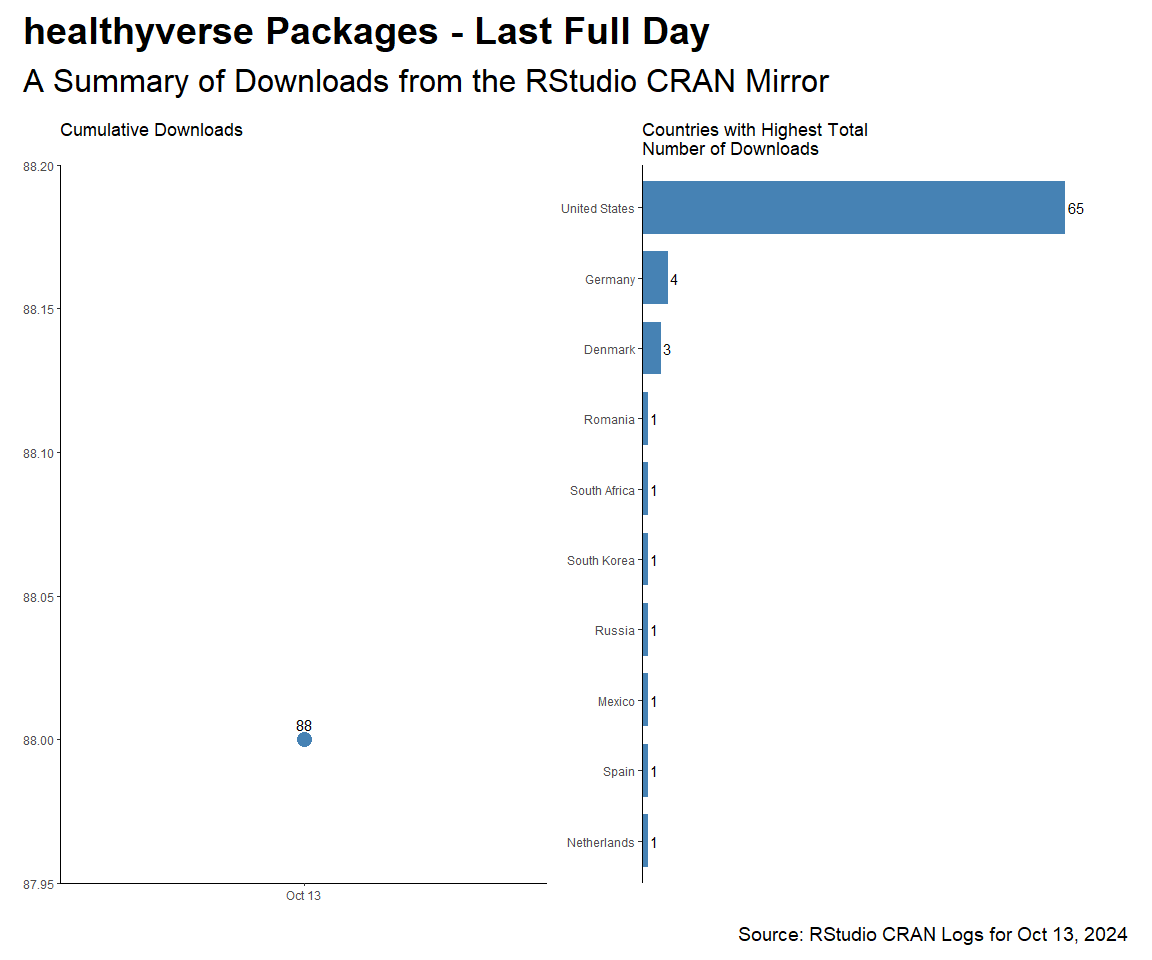 healthyverse Packages - Last Full Day
A Summary of Downloads from the RStudio CRAN Mirror
Cumulative Downloads
88.20
88.15
88.10
88.05
88.00
87.95
88
Oct 13
Countries with Highest Total
Number of Downloads
United States 65
Germany 4
Denmark 3
Romania 1
South Africa 1
South Korea 1
Russia 1
Mexico 1
Spain 1
Netherlands 1
Source: RStudio CRAN Logs for Oct 13, 2024